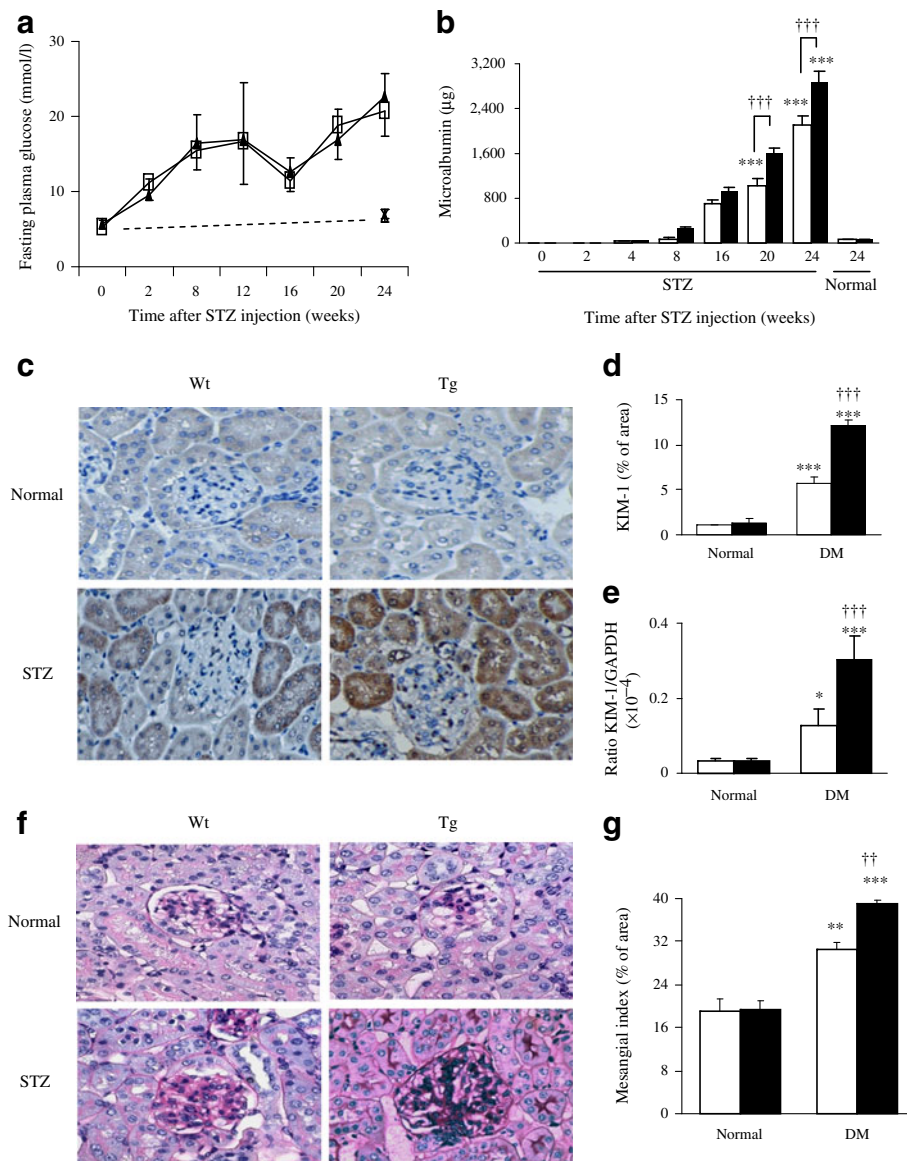 a
Fasting plasma glucose (mmol/l)
30
20
10
0
0 2 8 12 16 20 24
Time after STZ injection (weeks)
b
Microalbumin (µg)
3,200
2,400
1,600
800
0
†††
***
***
†††
***
0 2 4 8 16 20 24 24
STZ Normal
Time after STZ injection (weeks)
c
Wt Tg
Normal
STZ
d
KIM-1 (% of area)
15
10
5
0
†††
***
***
Normal DM
e
Ratio KIM-1/GAPDH
(×10−4)
0.4
0.2
0
†††
***
*
Normal DM
f
Wt Tg
Normal
STZ
g
Mesangial index (% of area)
40
32
24
16
8
0
††
***
**
Normal DM